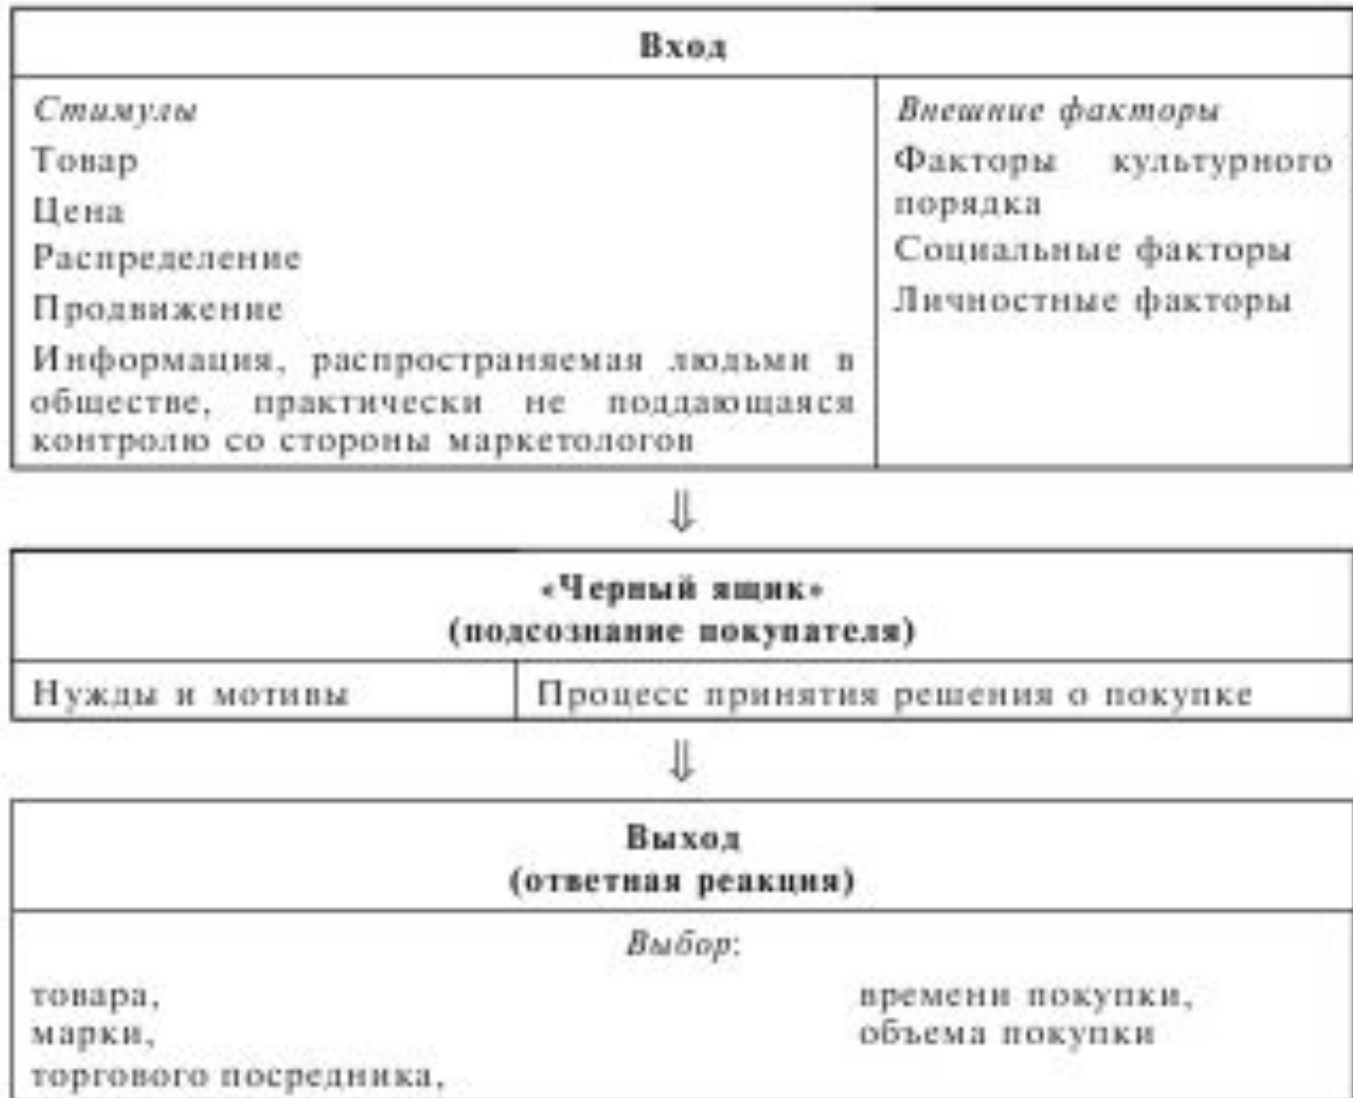 Вход
Стимулы
Товар
Цена
Распределение
Продвижение
Информация, распространяемая людьми в
обществе, практически не поддающаяся
контролю со стороны маркетологов
Внешние факторы
Факторы культурного
порядка
Социальные факторы
Личностные факторы
⇓
«Черный ящик»
(подсознание покупателя)
Нужды и мотивы
Процесс принятия решения о покупке
⇓
Выход
(ответная реакция)
Выбор:
товара,
марки,
торгового посредника,
времени покупки,
объема покупки